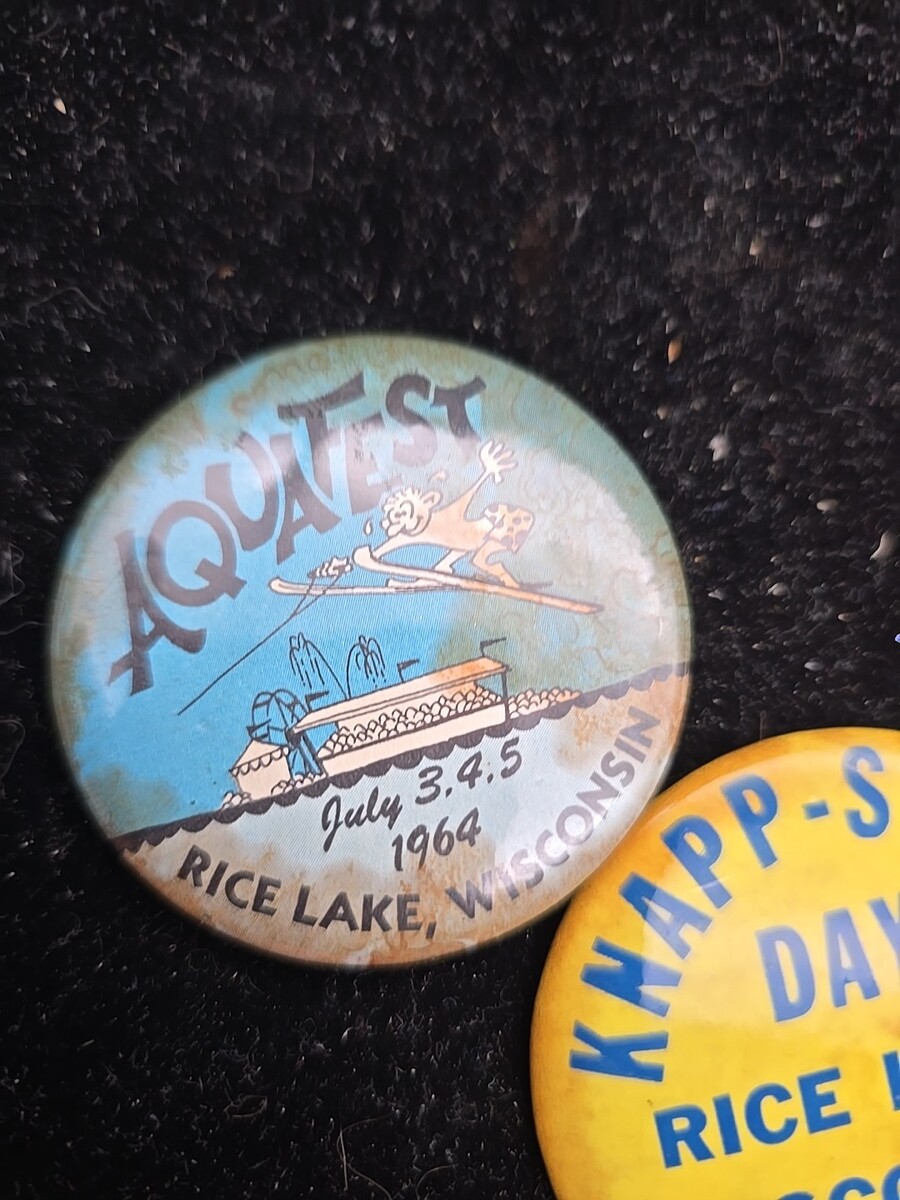 AQUAFEST
July 3.4.5
1964
RICE LAKE, WISCONSIN
KNAPP-S
DAY
RICE